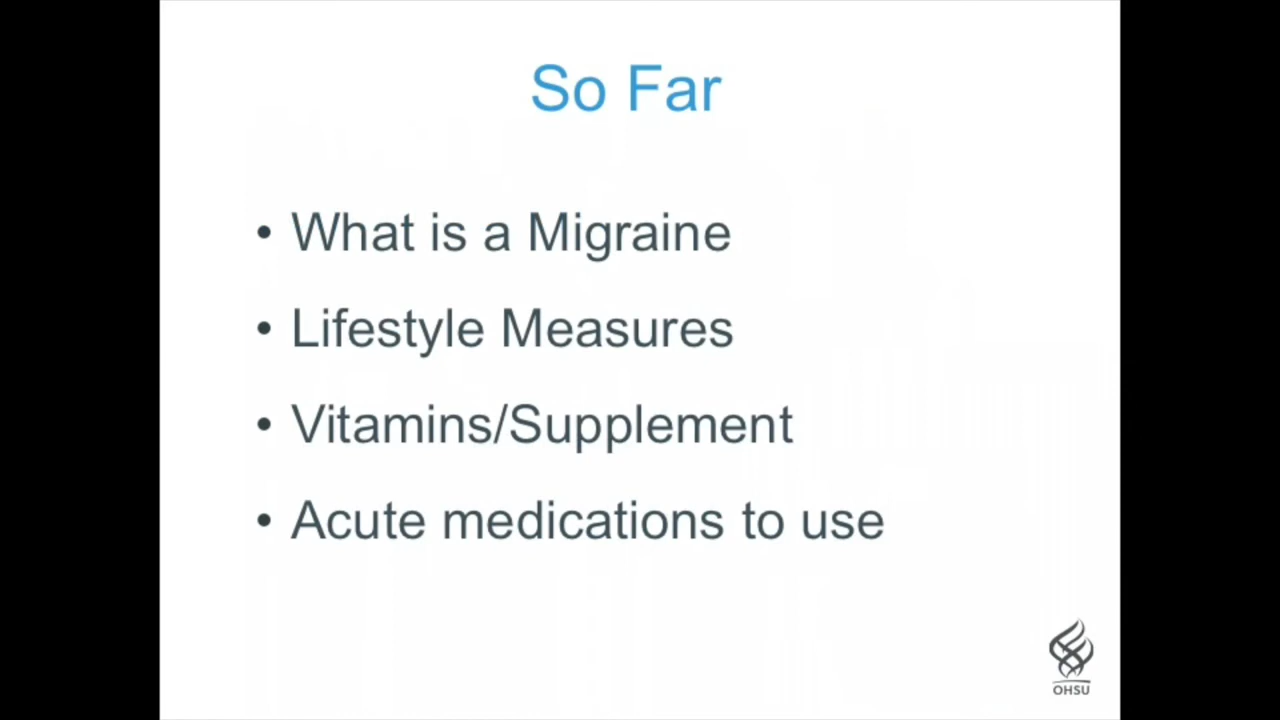 So Far
• What is a Migraine
• Lifestyle Measures
• Vitamins/Supplement
• Acute medications to use
OHSU